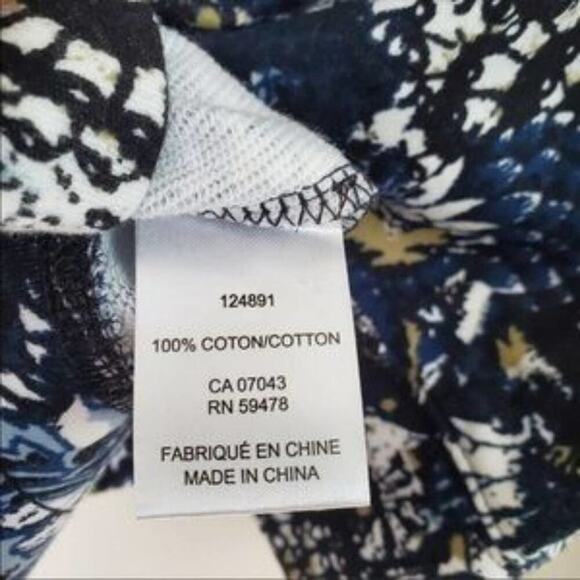 124891
100% COTON/COTTON
CA 07043
RN 59478
FABRIQUÉ EN CHINE
MADE IN CHINA